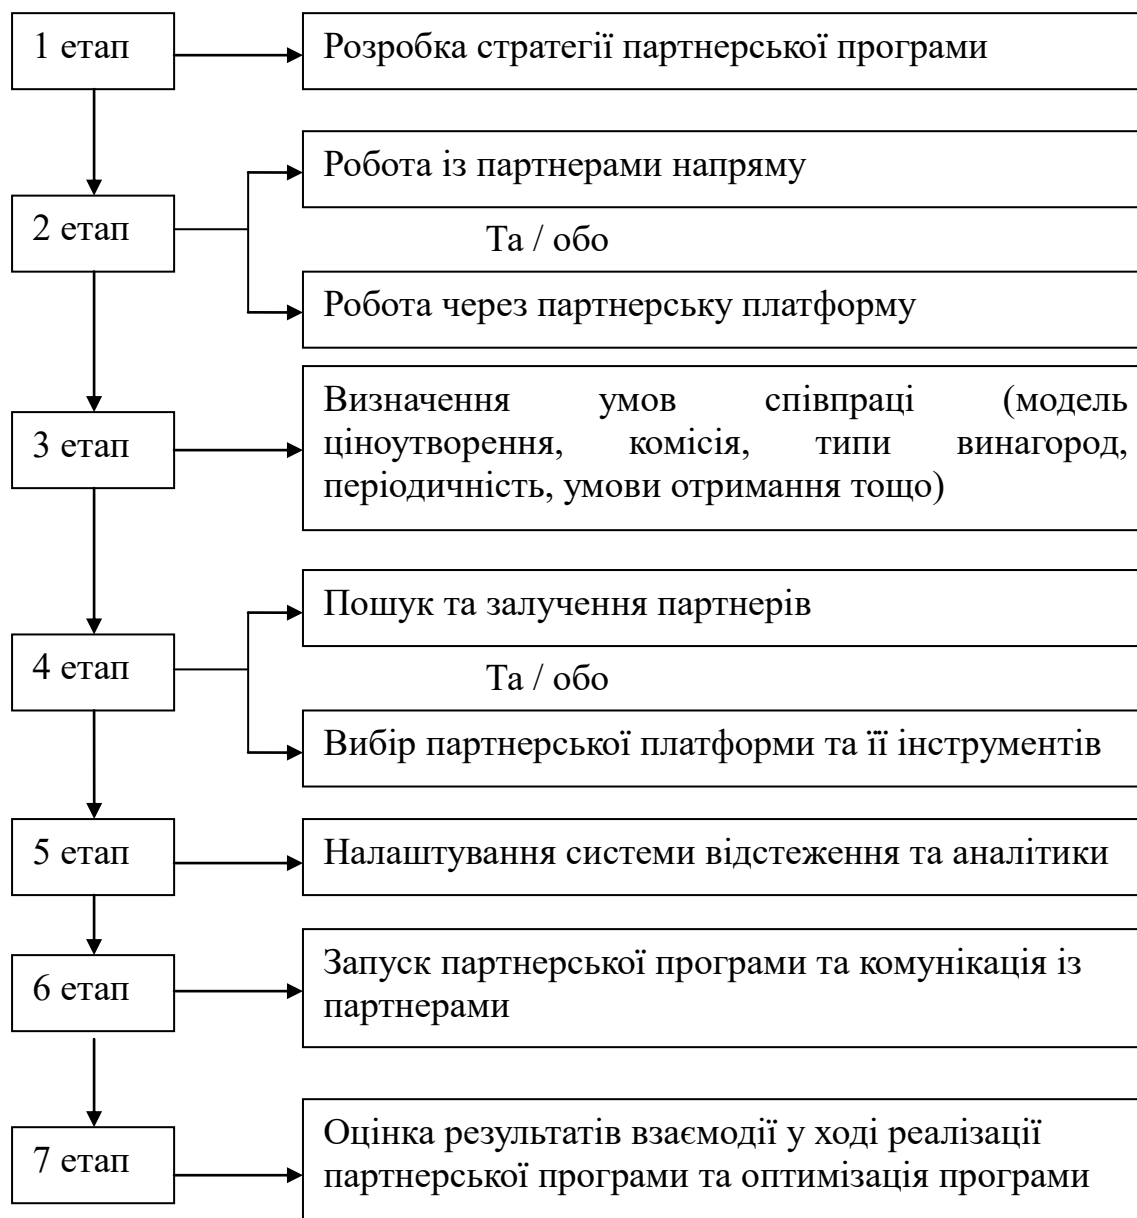 1 етап
Розробка стратегії партнерської програми
Робота із партнерами напряму
2 етап
Та / обо
Робота через партнерську платформу
3 етап
Визначення умов співпраці (модель
ціноутворення, комісія, типи винагород,
періодичність, умови отримання тощо)
Пошук та залучення партнерів
4 етап
Та / обо
Вибір партнерської платформи та її інструментів
5 етап
Налаштування системи відстеження та аналітики
6 етап
Запуск партнерської програми та комунікація із
партнерами
7 етап
Оцінка результатів взаємодії у ході реалізації
партнерської програми та оптимізація програми